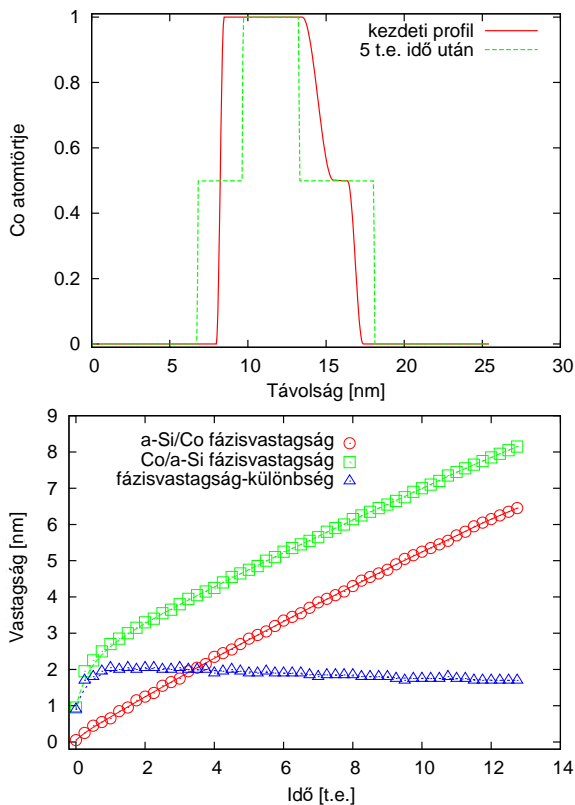 kezdeti profil
5 t.e. idő után
Co atomtörtje
1
0.8
0.6
0.4
0.2
0
0 5 10 15 20 25 30
Távolság [nm]
a-Si/Co fázisvastagság
Co/a-Si fázisvastagság
fázisvastagság-különbség
Vastagság [nm]
9
8
7
6
5
4
3
2
1
0
0 2 4 6 8 10 12 14
Idő [t.e.]